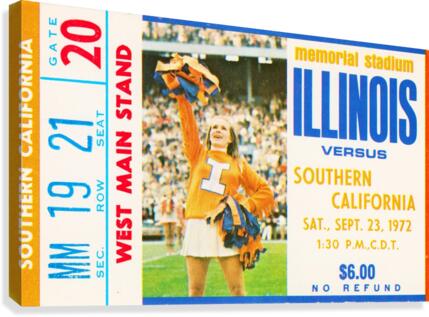 SOUTHERN CALIFORNIA
MM 19 21
SEC. ROW SEAT
GATE
20
WEST MAIN STAND
I
memorial stadium
ILLINOIS
VERSUS
SOUTHERN
CALIFORNIA
SAT., SEPT. 23, 1972
1:30 P.M., C.D.T.
$6.00
NO REFUND